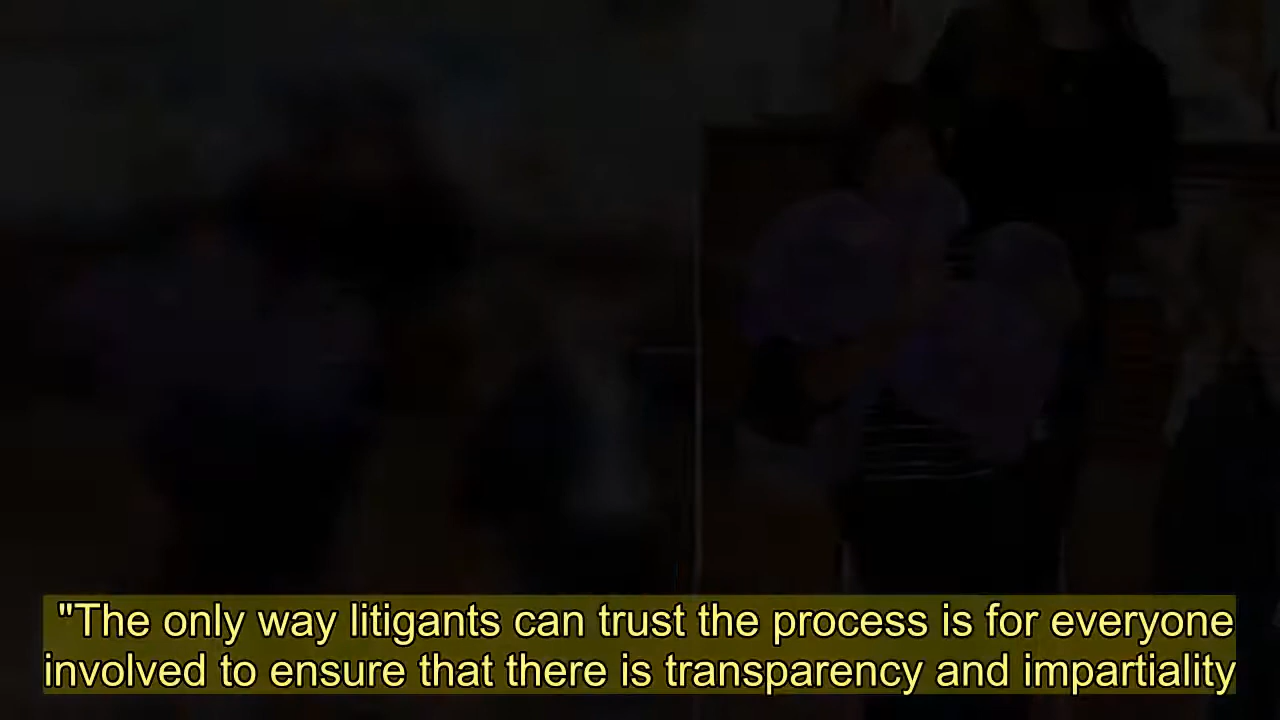 "The only way litigants can trust the process is for everyone
involved to ensure that there is transparency and impartiality